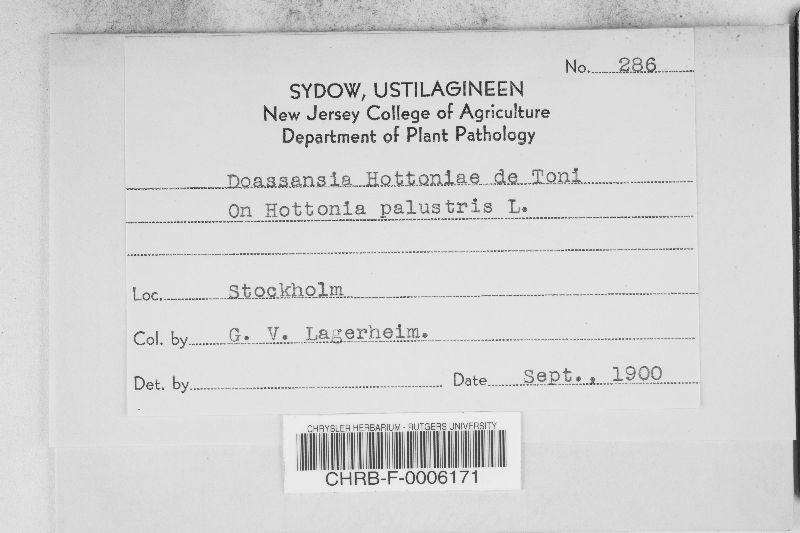 No. 286
SYDOW, USTILAGINEEN
New Jersey College of Agriculture
Department of Plant Pathology
Doassansia Hottoniae de Toni
On Hottonia palustris L.
Loc. Stockholm
Col. by G. V. Lagerheim.
Det. by Date Sept., 1900
CHRYSLER HERBARIUM - RUTGERS UNIVERSITY
CHRB-F-0006171